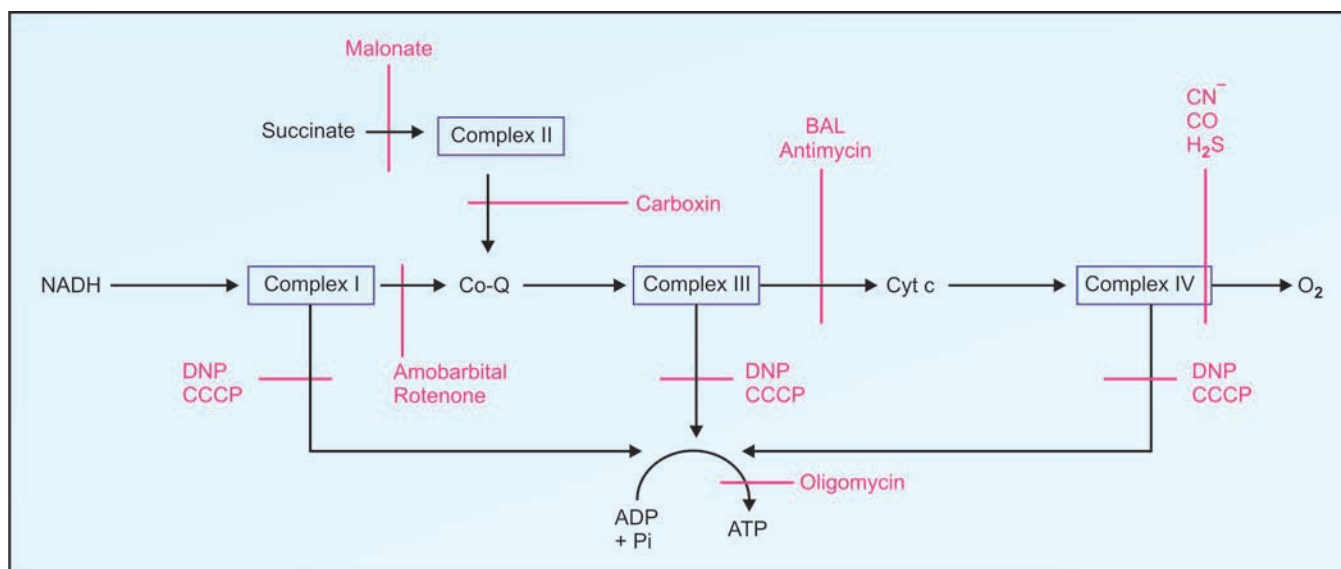 Malonate
CN⁻
CO
H₂S
BAL
Antimycin
Succinate
Complex II
Carboxin
NADH
Complex I
Co-Q
Complex III
Cyt c
Complex IV
O₂
DNP
CCCP
Amobarbital
Rotenone
DNP
CCCP
DNP
CCCP
Oligomycin
ADP
+ Pi
ATP